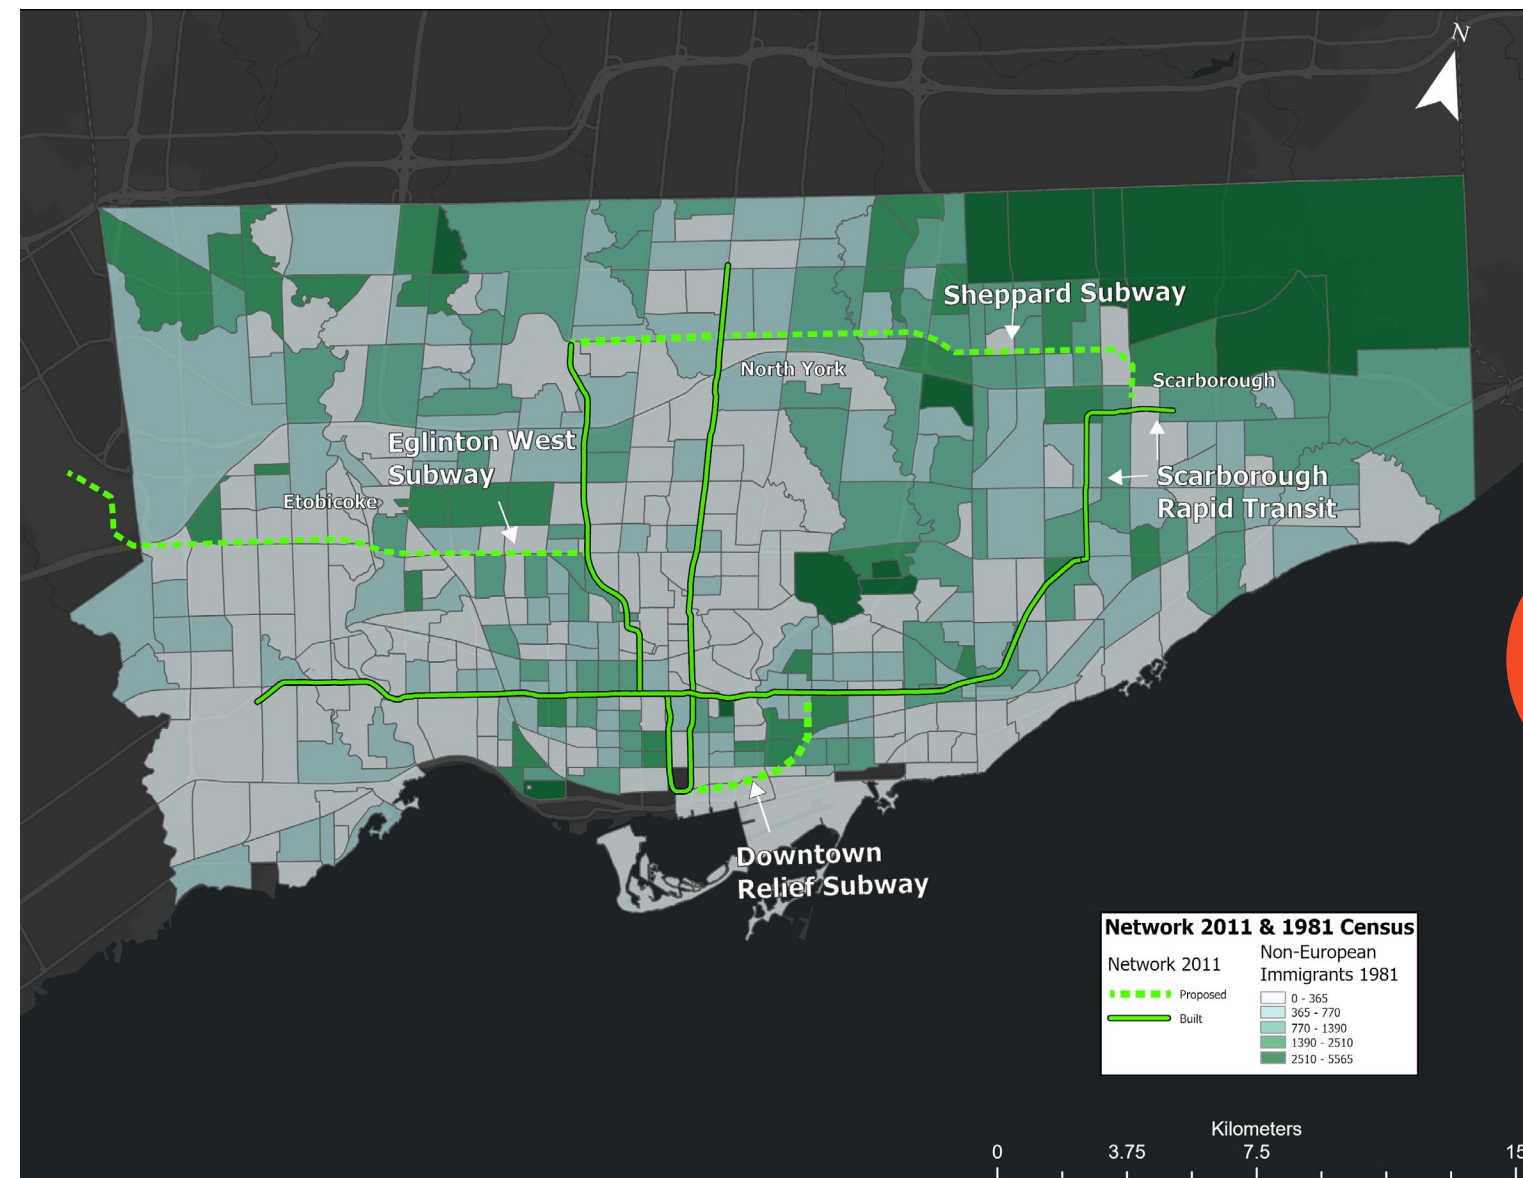 N
Sheppard Subway
North York
Scarborough
Eglinton West
Subway
Etobicoke
Scarborough
Rapid Transit
Downtown
Relief Subway
Network 2011 & 1981 Census
Network 2011
Proposed
Built
Non-European
Immigrants 1981
0 - 365
365 - 770
770 - 1390
1390 - 2510
2510 - 5565
Kilometers
0 3.75 7.5 15